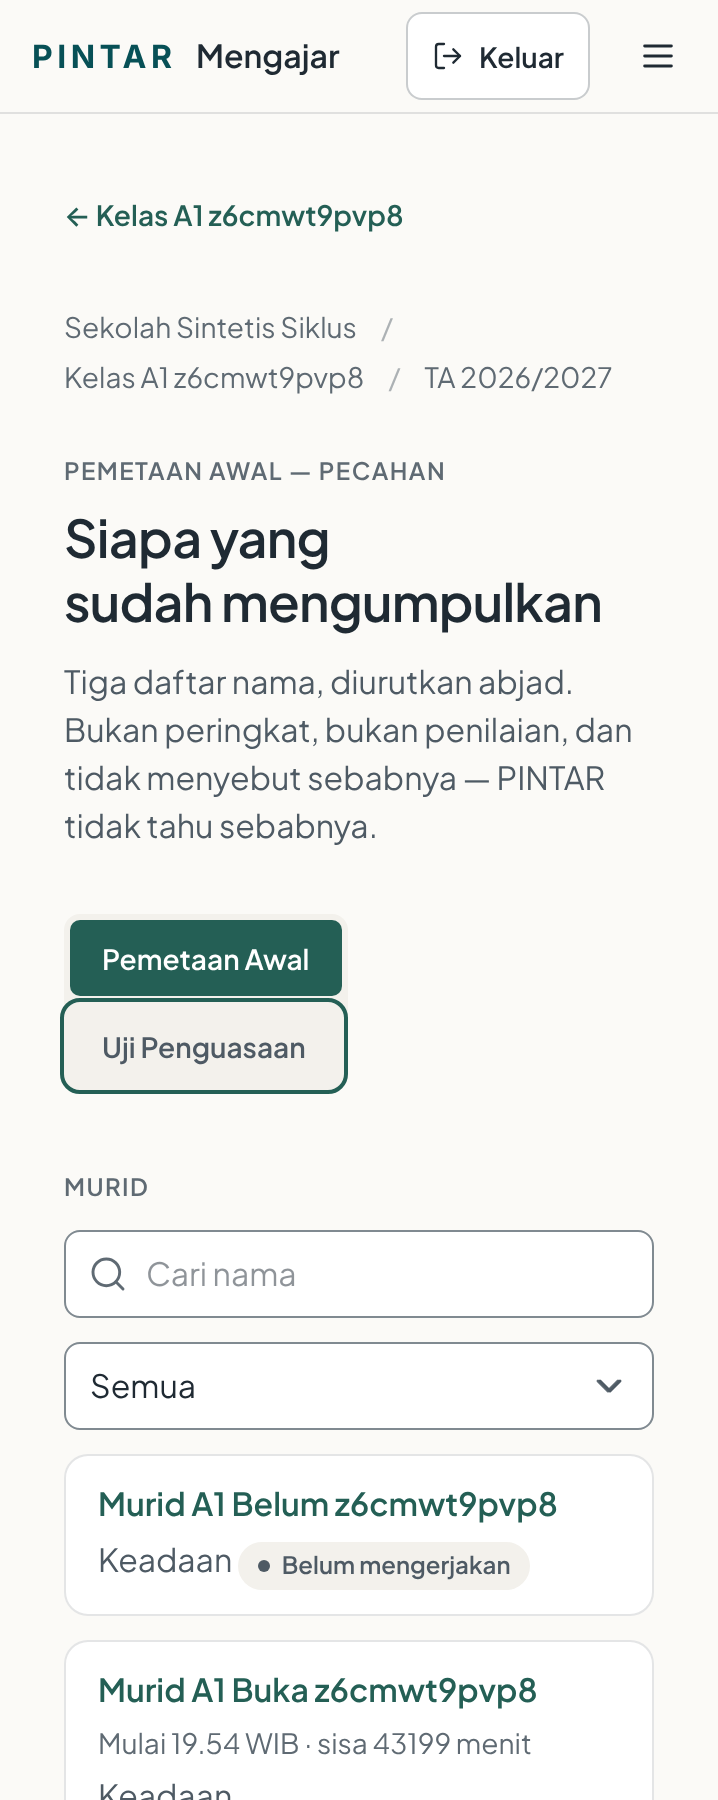 PINTAR Mengajar
Keluar
← Kelas A1 z6cmwt9pvp8
Sekolah Sintetis Siklus /
Kelas A1 z6cmwt9pvp8 / TA 2026/2027
PEMETAAN AWAL — PECAHAN
Siapa yang
sudah mengumpulkan
Tiga daftar nama, diurutkan abjad.
Bukan peringkat, bukan penilaian, dan
tidak menyebut sebabnya — PINTAR
tidak tahu sebabnya.
Pemetaan Awal
Uji Penguasaan
MURID
Cari nama
Semua
Murid A1 Belum z6cmwt9pvp8
Keadaan • Belum mengerjakan
Murid A1 Buka z6cmwt9pvp8
Mulai 19.54 WIB · sisa 43199 menit
Keadaan